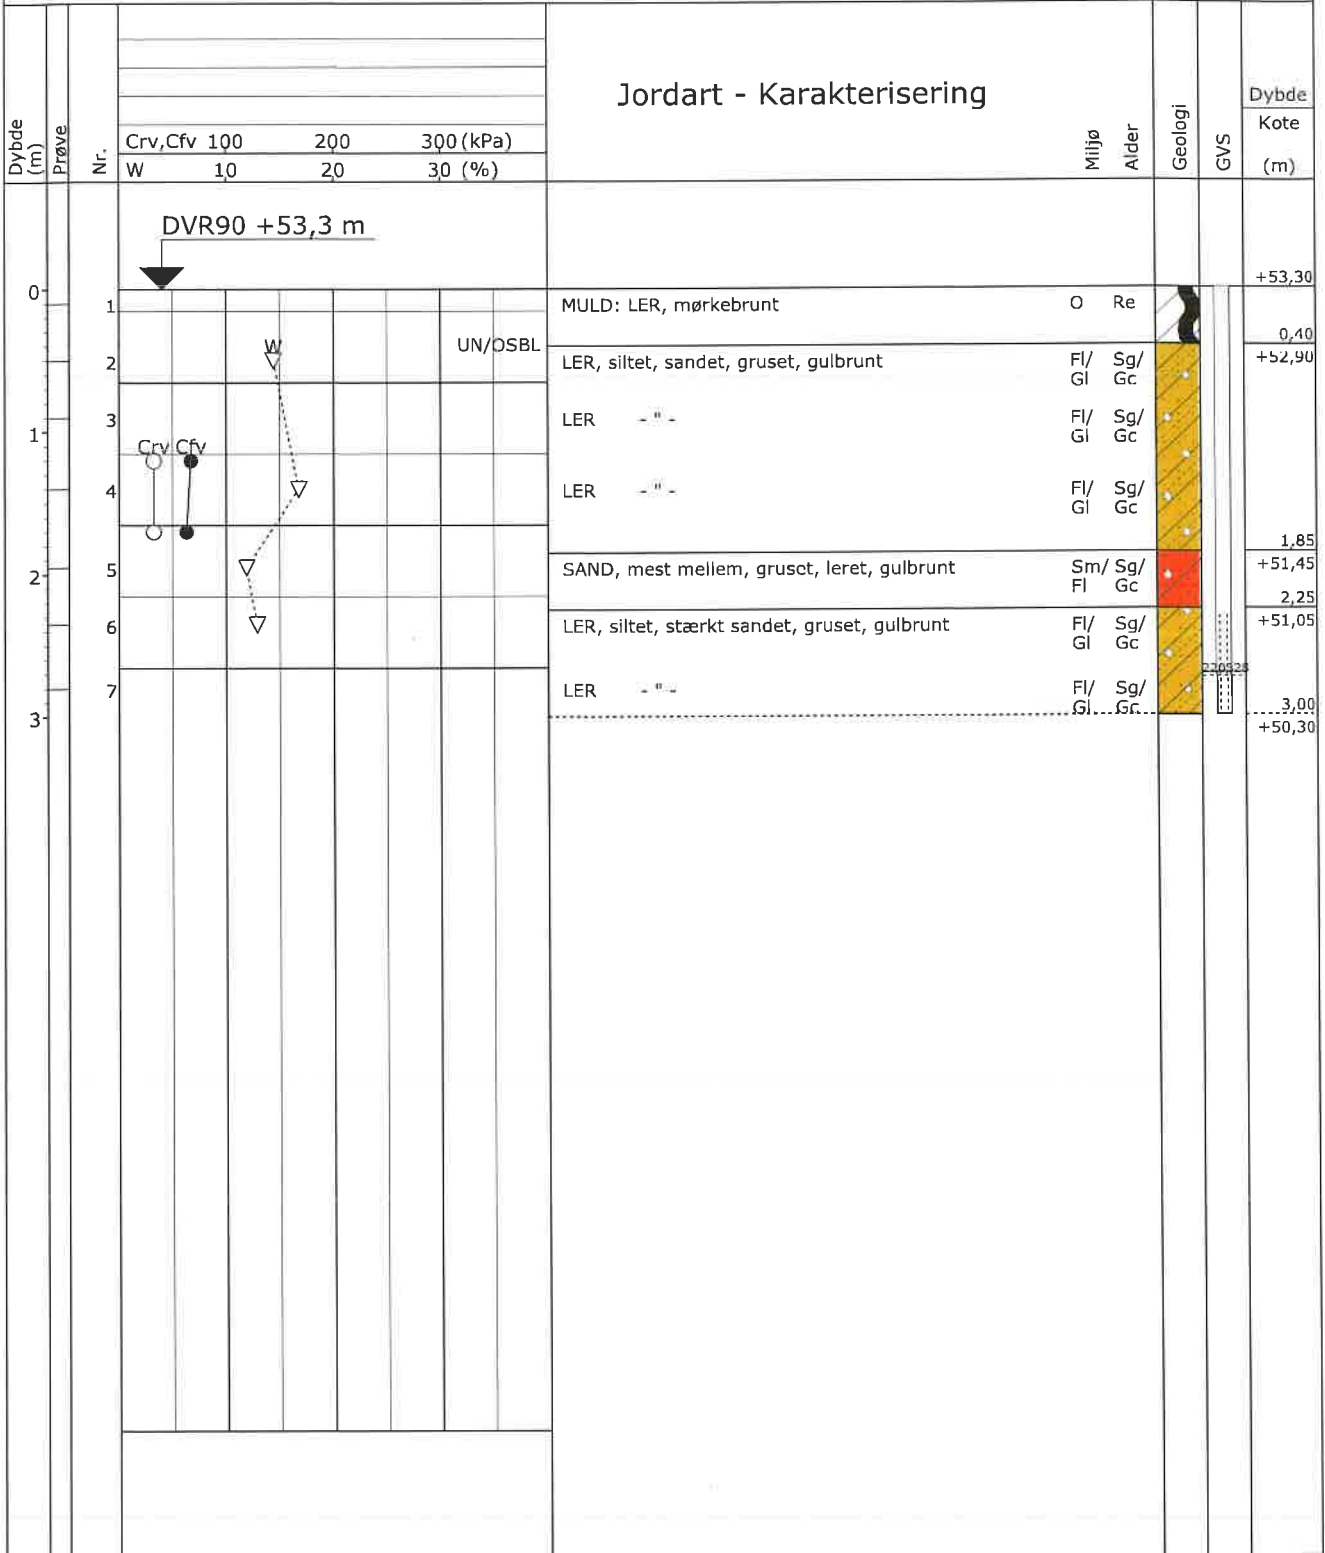 Jordart - Karakterisering
Dybde (m)
Prøve
Nr.
Crv,Cfv 100 200 300 (kPa)
W 10 20 30 (%)
Miljø
Alder
Geologi
GVS
Dybde
Kote
(m)
DVR90 +53,3 m
+53,30
0
1 MULD: LER, mørkebrunt O Re
0,40
W UN/OSBL
+52,90
2 LER, siltet, sandet, gruset, gulbrunt Fl/ Sg/
Gl Gc
3 LER - " - Fl/ Sg/
1 Gl Gc
Crv Cfv
4 LER - " - Fl/ Sg/
Gl Gc
1,85
5 SAND, mest mellem, gruset, leret, gulbrunt Sm/ Sg/ +51,45
2 Fl Gc
2,25
6 LER, siltet, stærkt sandet, gruset, gulbrunt Fl/ Sg/ +51,05
Gl Gc
220525
7 LER - " - Fl/ Sg/
Gl Gc 3,00
3
+50,30